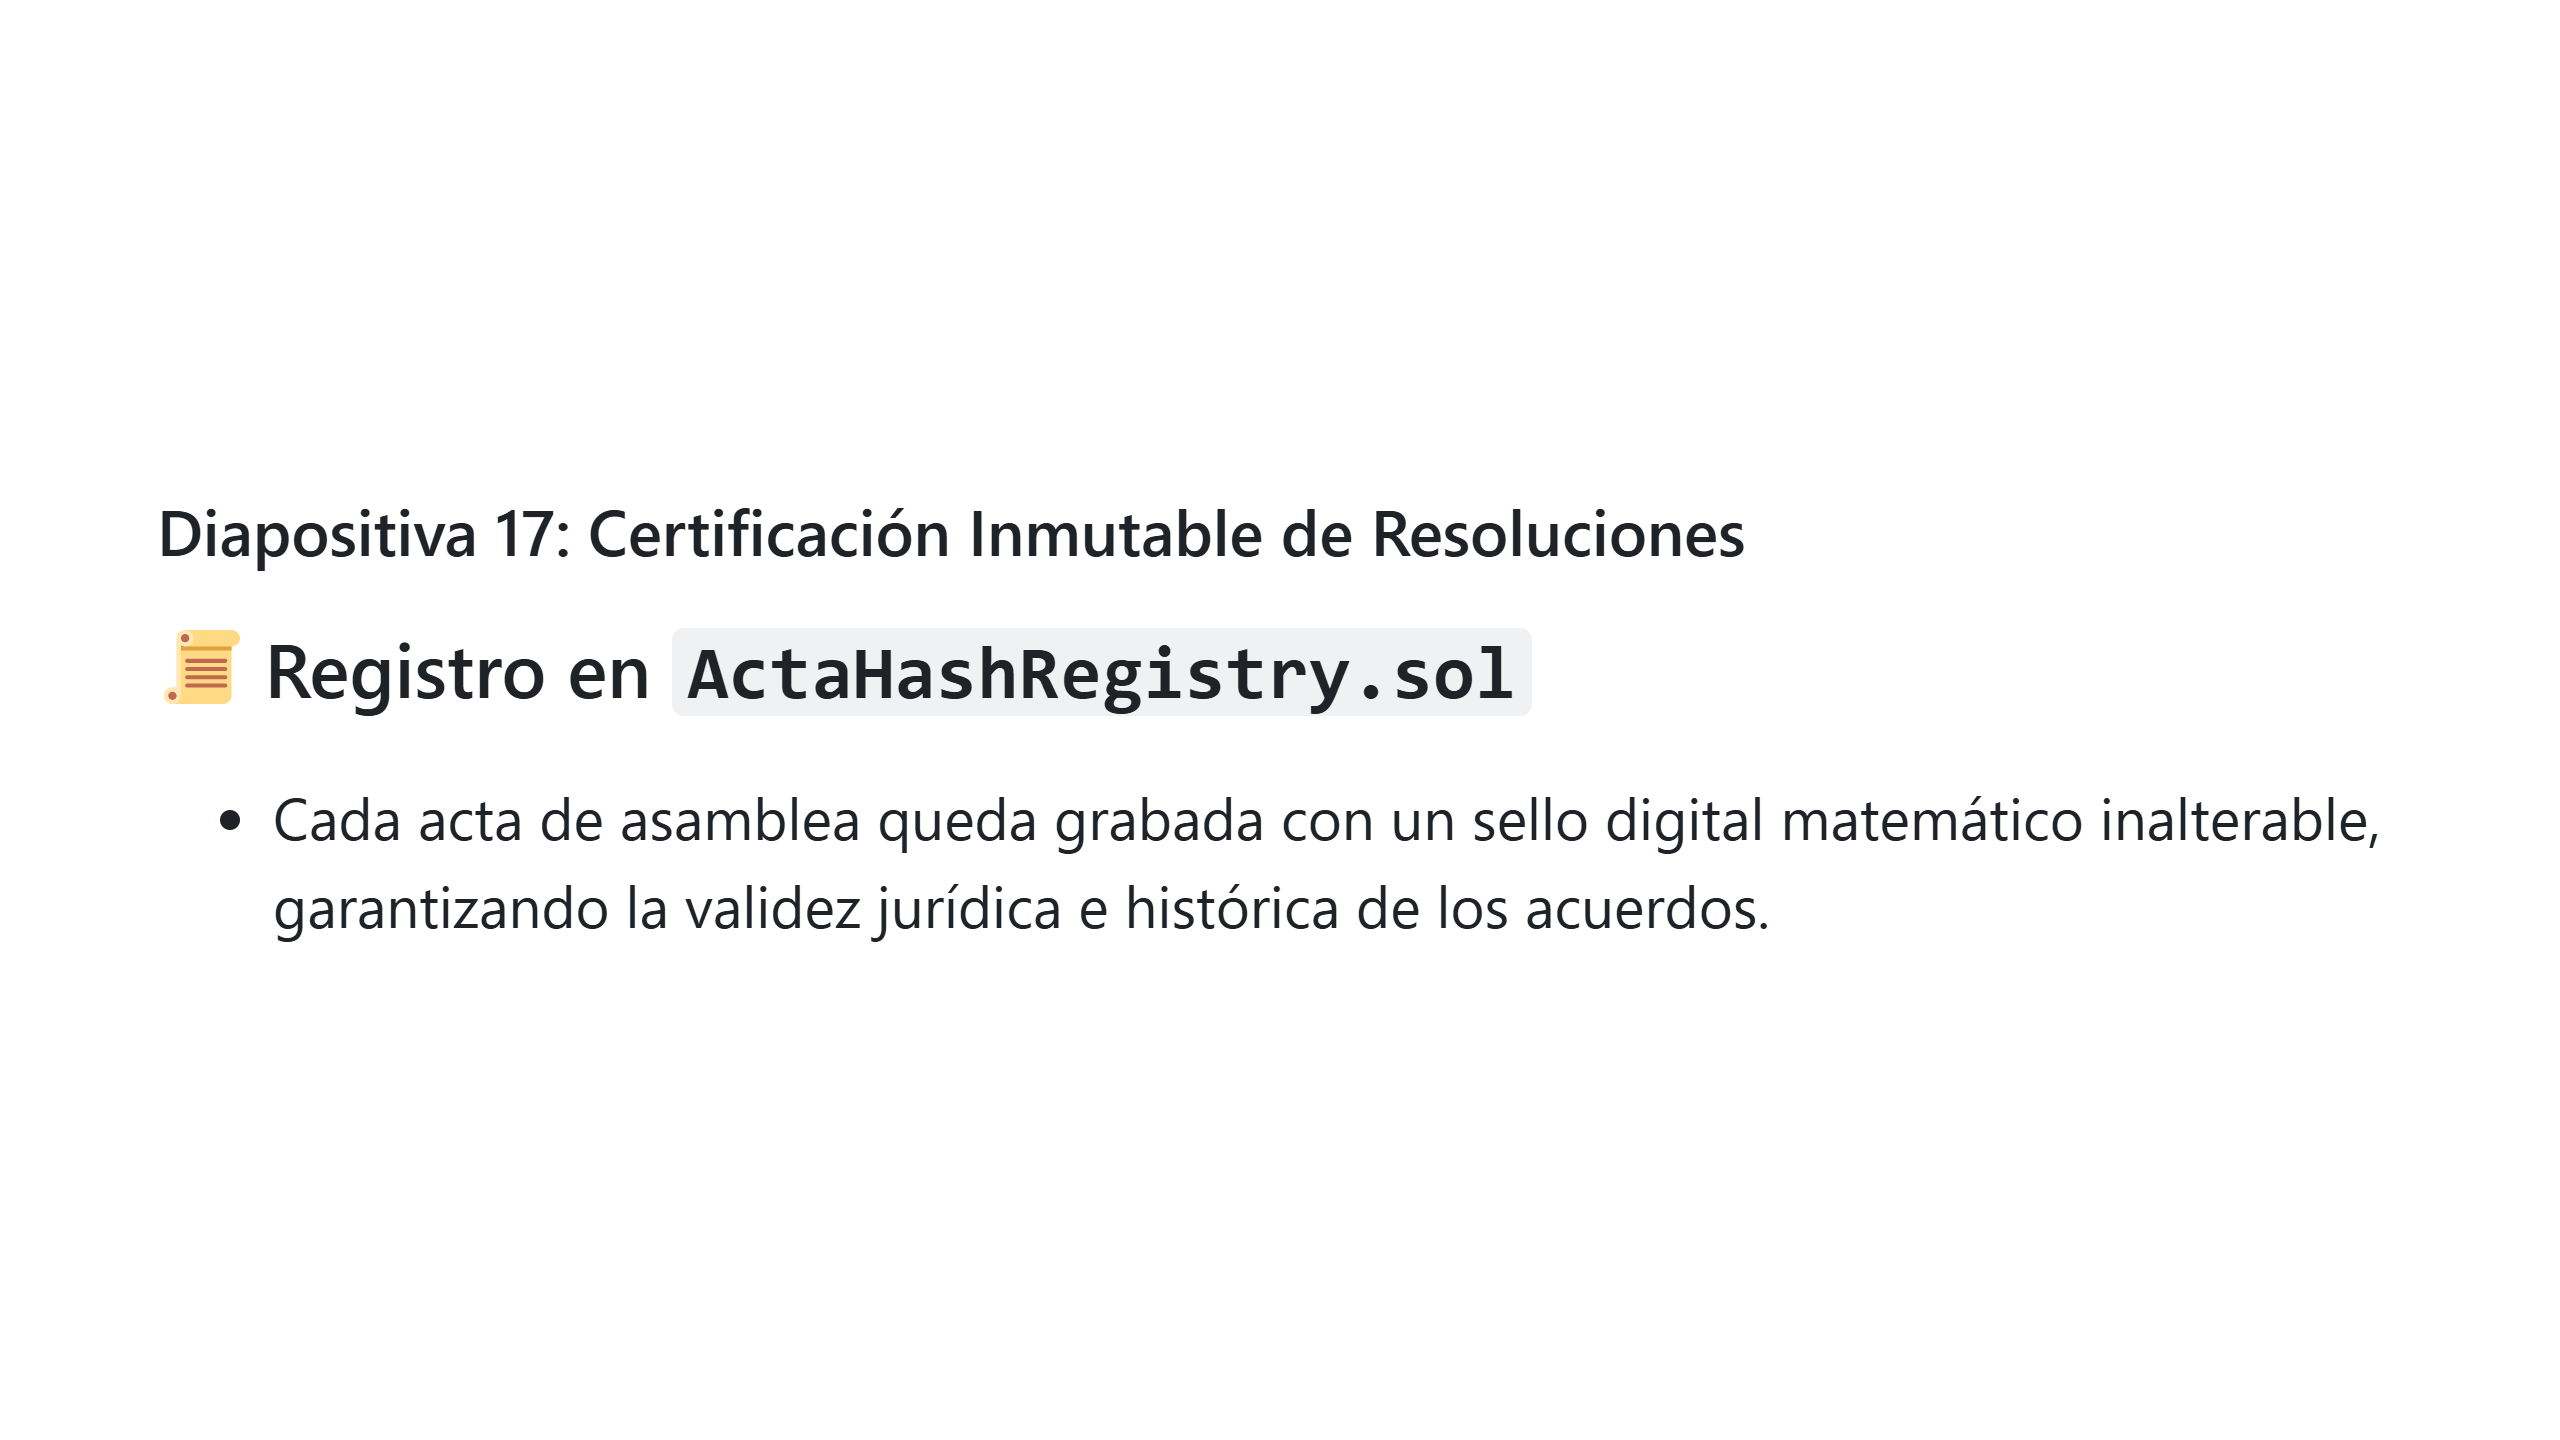 Diapositiva 17: Certificación Inmutable de Resoluciones
📜 Registro en ActaHashRegistry.sol
• Cada acta de asamblea queda grabada con un sello digital matemático inalterable,
garantizando la validez jurídica e histórica de los acuerdos.